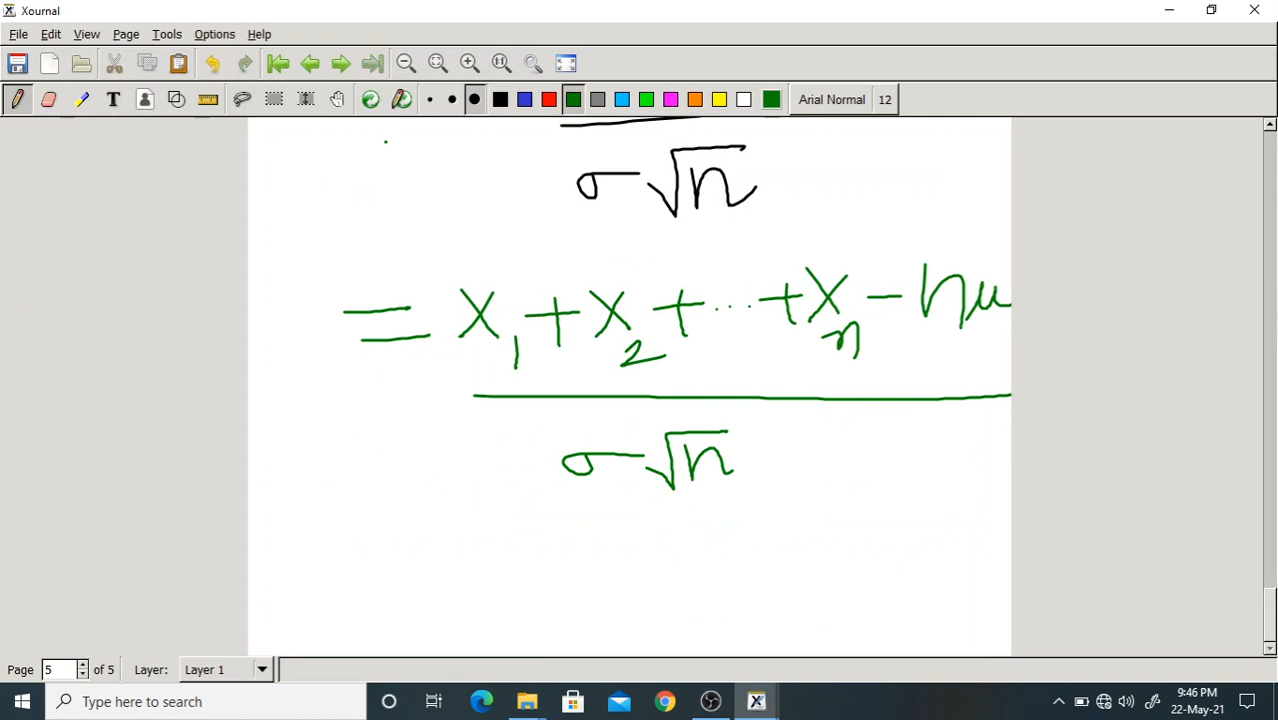 Xournal
File Edit View Page Tools Options Help
Arial Normal 12
σ√n
= X₁ + X₂ + ... + Xₙ - nμ
σ√n
Page 5 of 5 Layer: Layer 1
Type here to search
9:46 PM
22-May-21